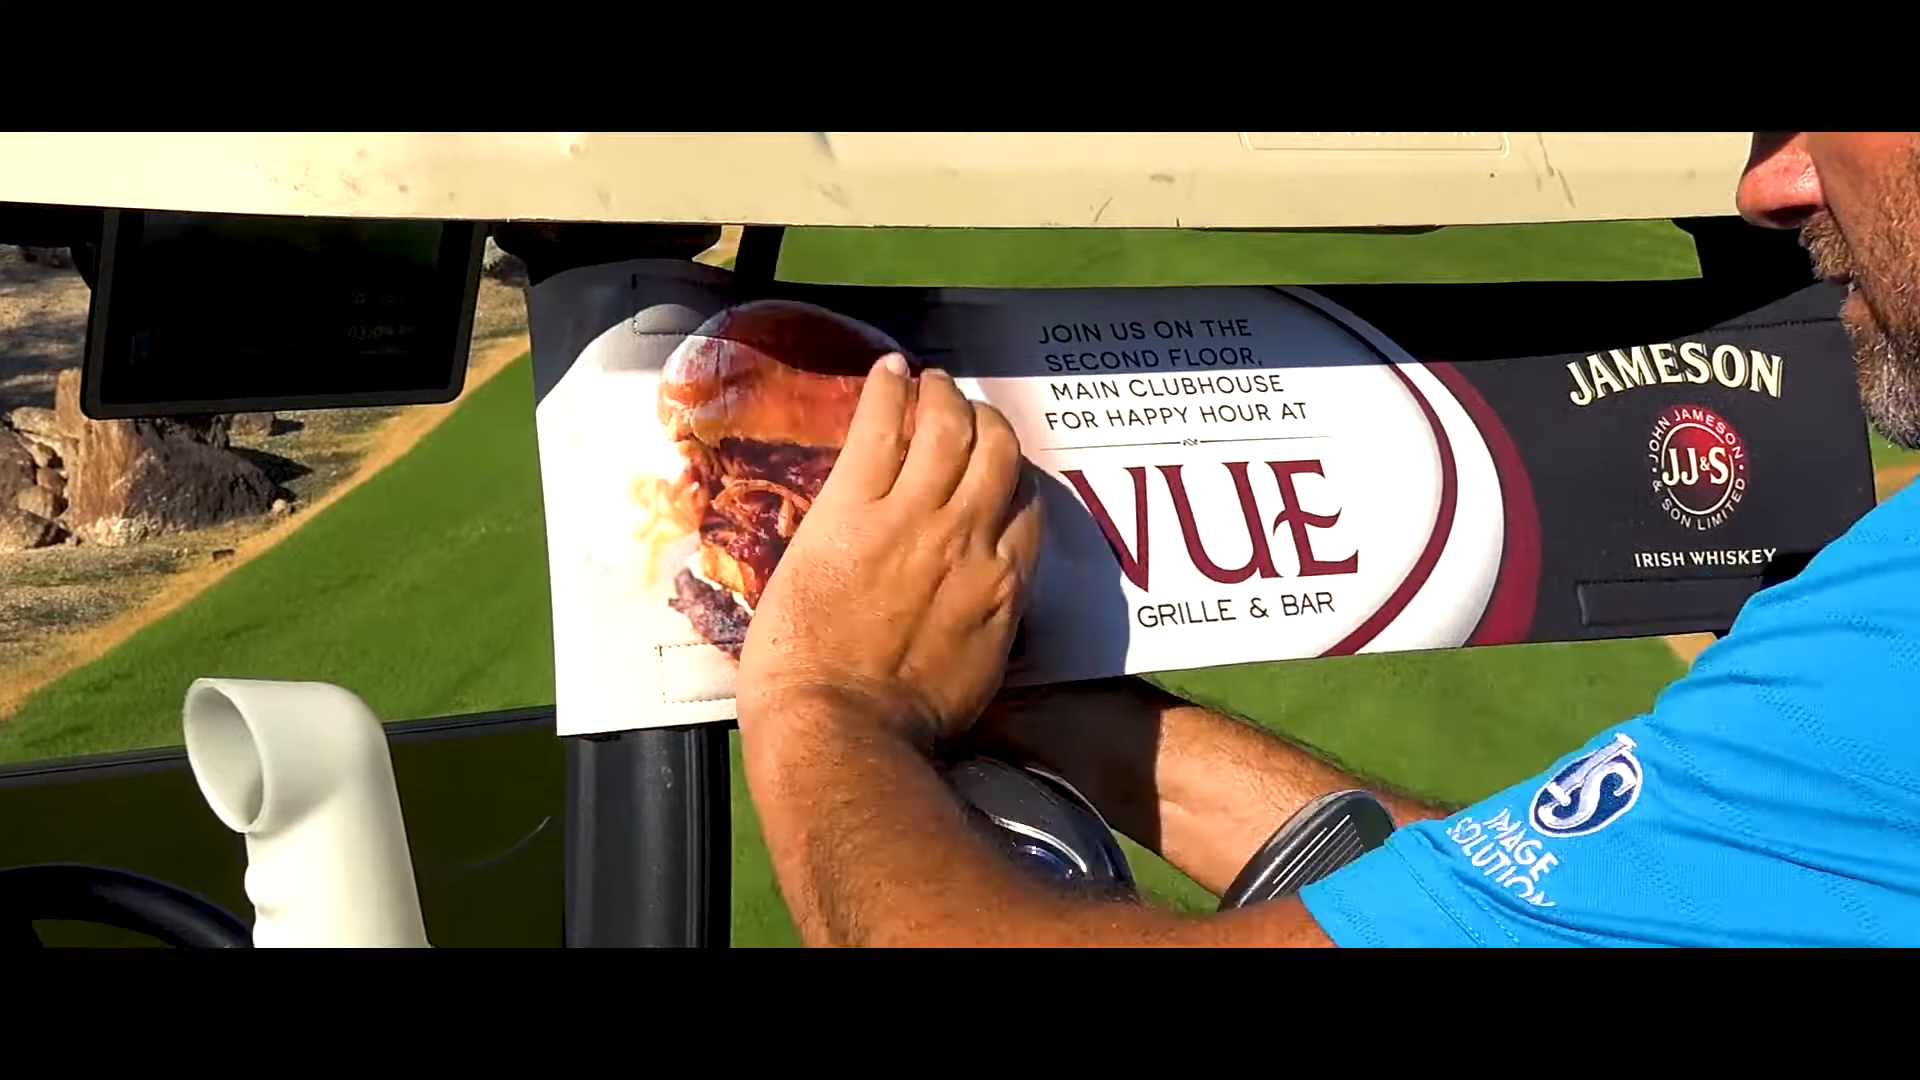 JOIN US ON THE
SECOND FLOOR,
MAIN CLUBHOUSE
FOR HAPPY HOUR AT
VUE
GRILLE & BAR
JAMESON
JOHN JAMESON
JJ&S
& SON LIMITED
IRISH WHISKEY
IS
IMAGE
SOLUTION